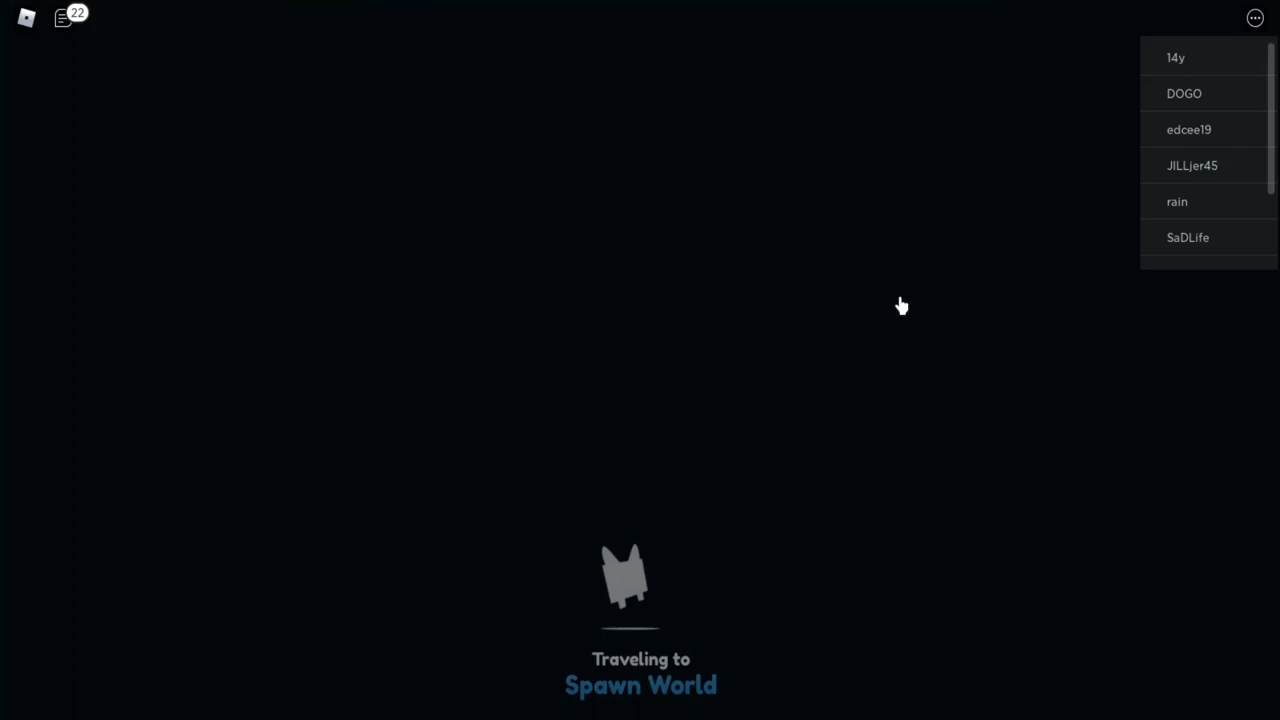 22
14y
DOGO
edcee19
JILLjer45
rain
SaDLife
Traveling to
Spawn World